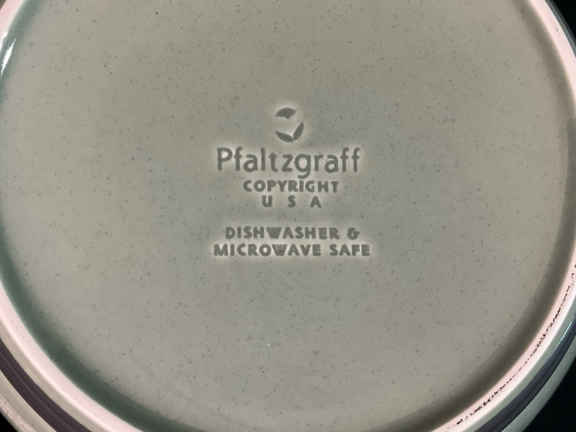 Pfaltzgraff
COPYRIGHT
U S A
DISHWASHER &
MICROWAVE SAFE